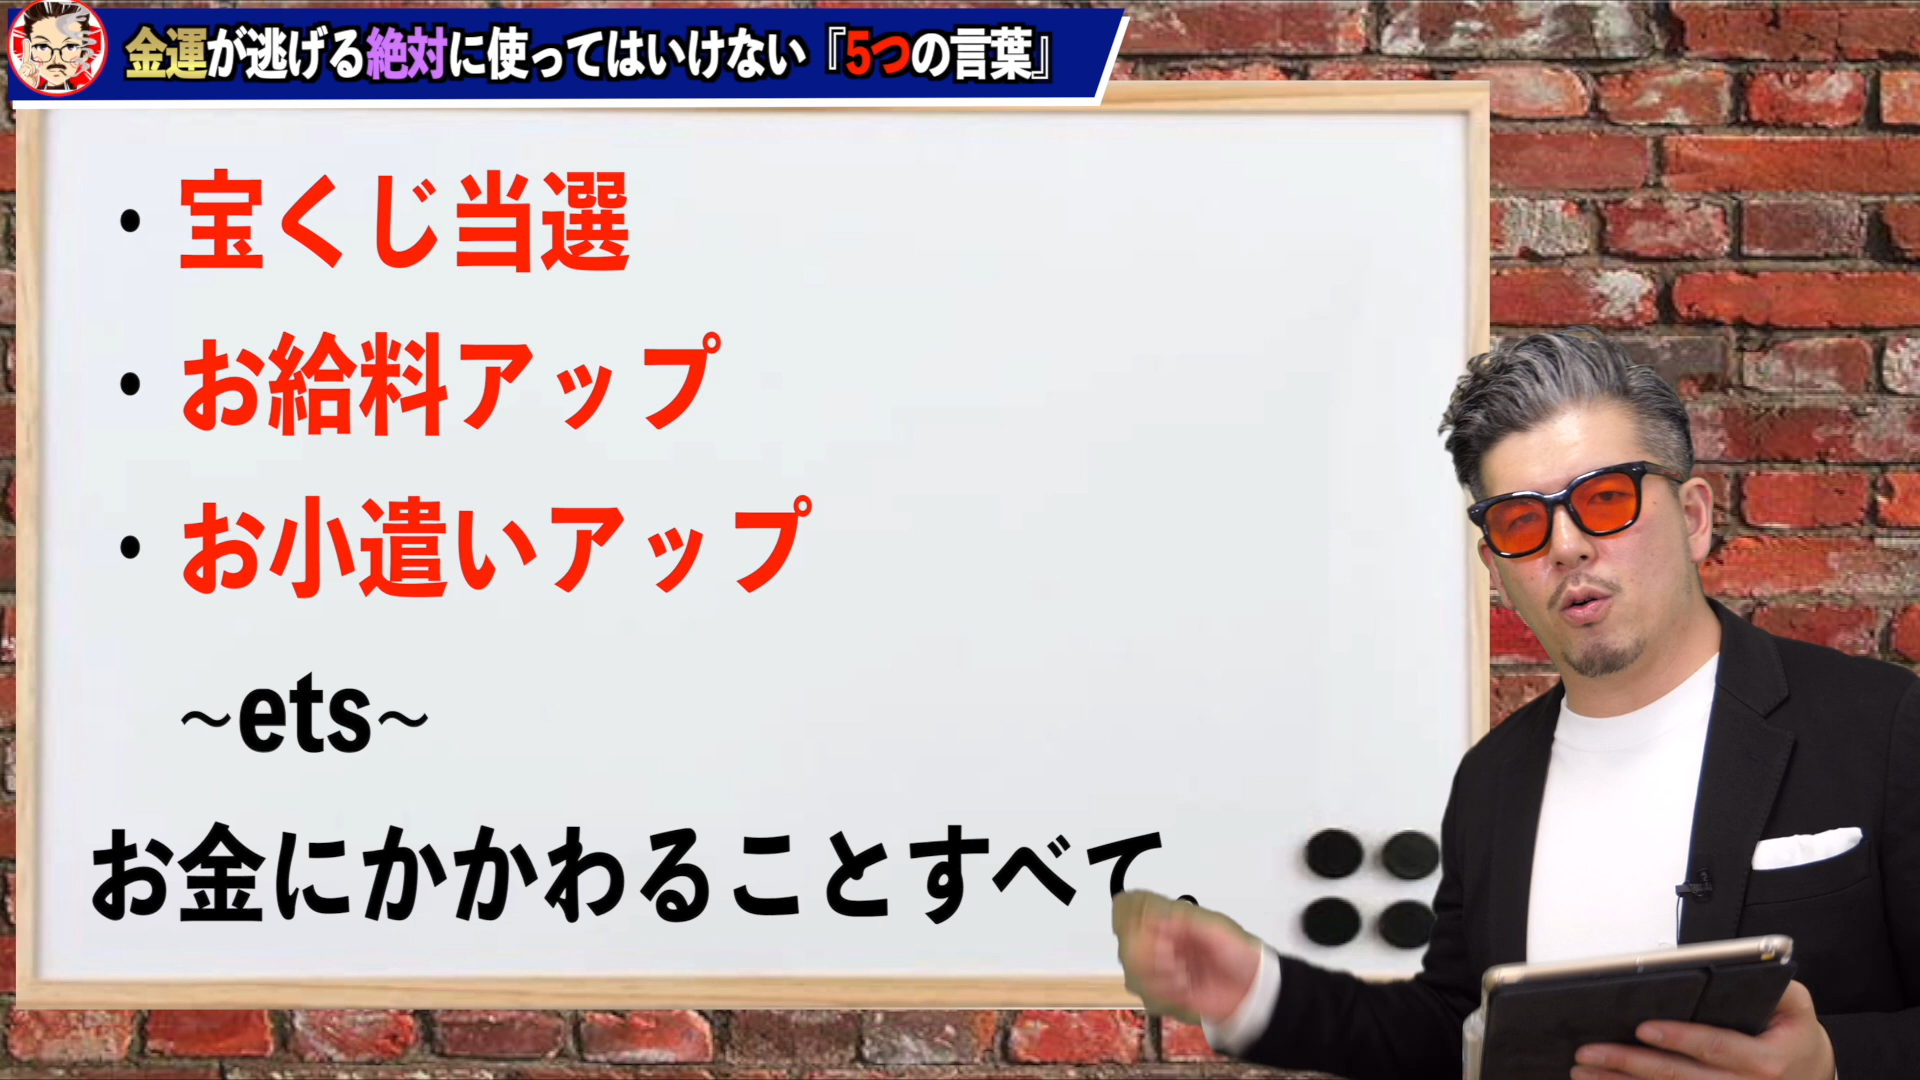 金運が逃げる絶対に使ってはいけない『5つの言葉』
・宝くじ当選
・お給料アップ
・お小遣いアップ
~ets~
お金にかかわることすべて。